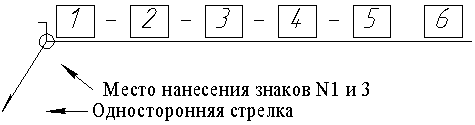 1 - 2 - 3 - 4 - 5 6
Место нанесения знаков N1 и 3
Односторонняя стрелка